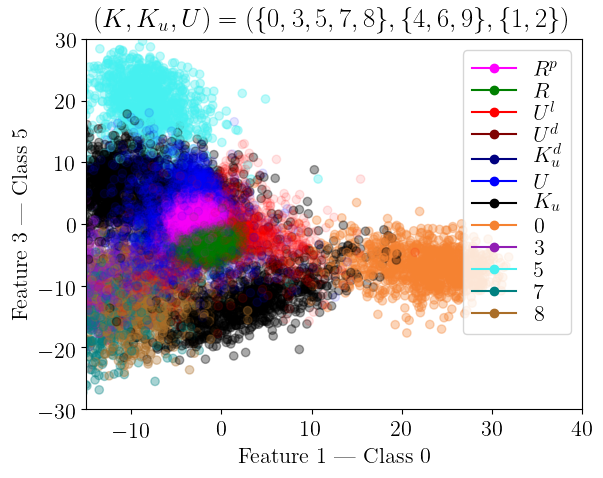 (K, K_u, U) = ({0, 3, 5, 7, 8}, {4, 6, 9}, {1, 2})
30
20
10
0
−10
−20
−30
Feature 3 — Class 5
R^p
R
U^l
U^d
K_u^d
U
K_u
0
3
5
7
8
−10
0
10
20
30
40
Feature 1 — Class 0